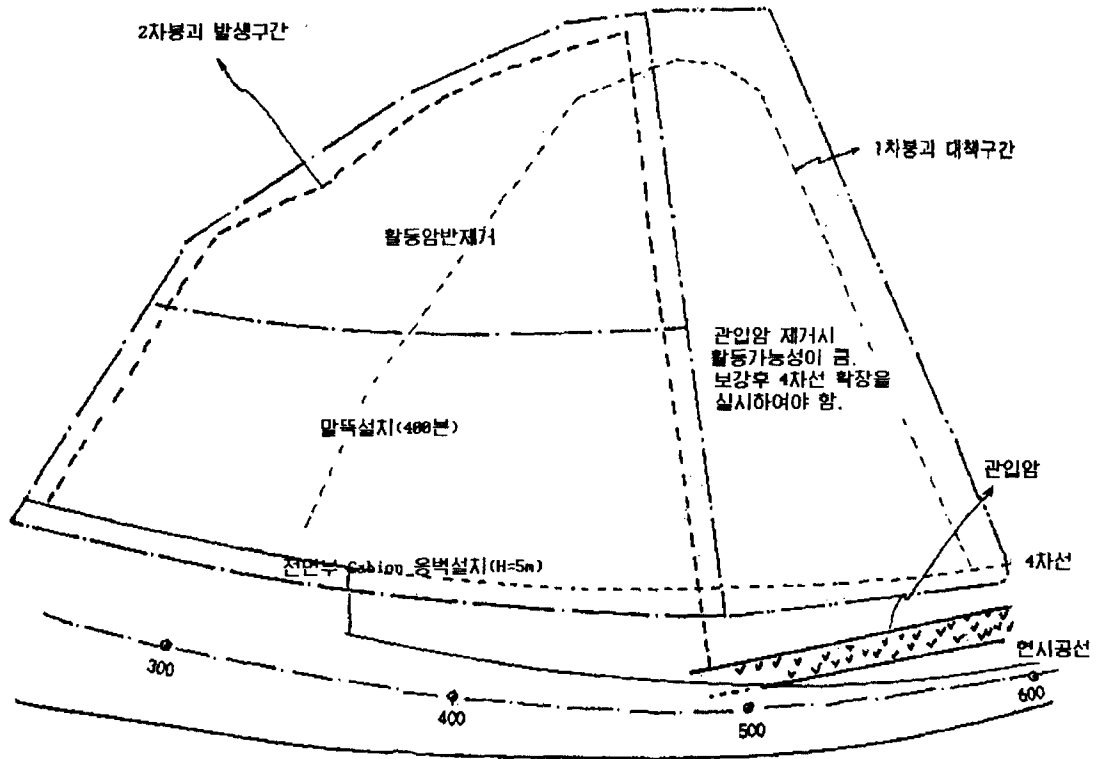 2차붕괴 발생구간
1차붕괴 대책구간
활동암반제거
관입암 제거시
활동가능성이 큼.
보강후 4차선 확장을
실시하여야 함.
말뚝설치(400본)
관입암
전면부 Gabion 옹벽설치(H=5m)
4차선
현시공선
300
400
500
600